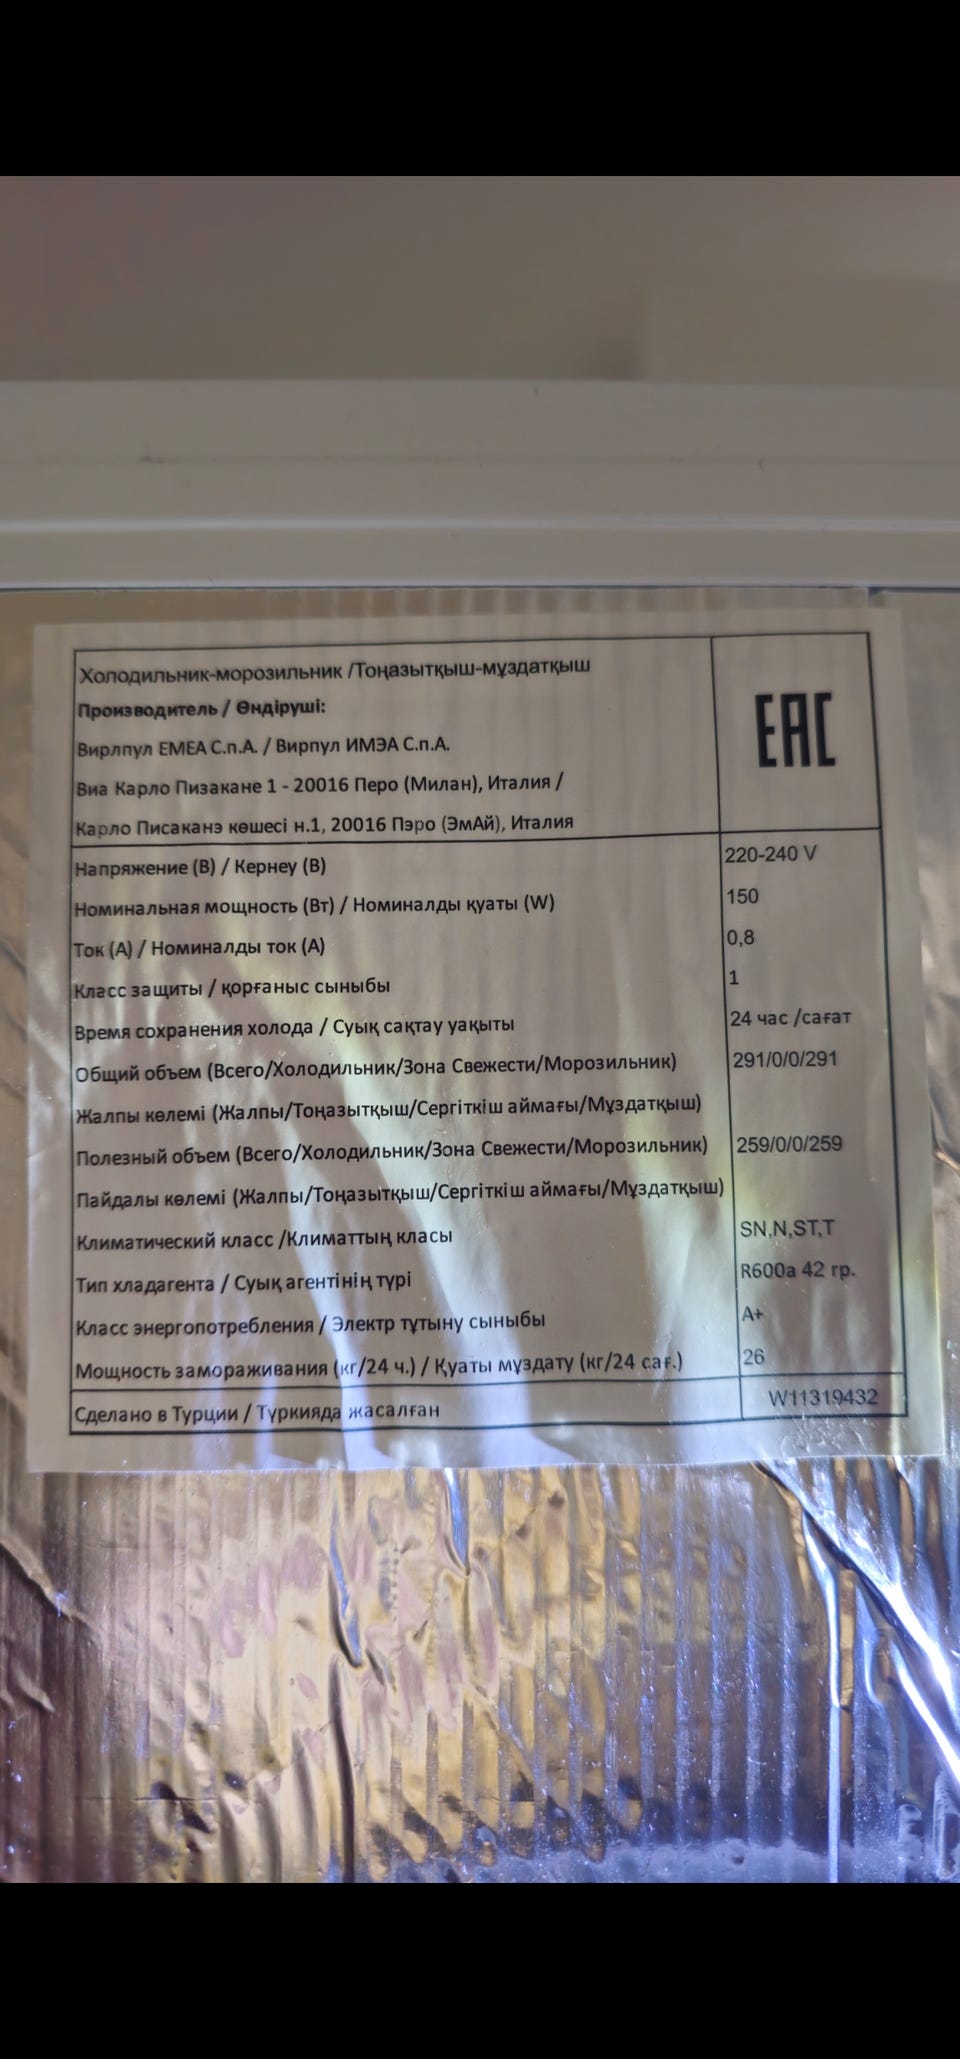 Холодильник-морозильник /Тоңазытқыш-мұздатқыш
EAC
Производитель / Өндіруші:
Вирлпул EMEA С.п.А. / Вирпул ИМЭА С.п.А.
Виа Карло Пизакане 1 - 20016 Перо (Милан), Италия /
Карло Писаканэ көшесі н.1, 20016 Пэро (ЭмАй), Италия
Напряжение (В) / Кернеу (В) 220-240 V
Номинальная мощность (Вт) / Номиналды қуаты (W) 150
Ток (А) / Номиналды ток (А) 0,8
Класс защиты / қорғаныс сыныбы 1
Время сохранения холода / Суық сақтау уақыты 24 час /сағат
Общий объем (Всего/Холодильник/Зона Свежести/Морозильник) 291/0/0/291
Жалпы көлемі (Жалпы/Тоңазытқыш/Сергіткіш аймағы/Мұздатқыш)
Полезный объем (Всего/Холодильник/Зона Свежести/Морозильник) 259/0/0/259
Пайдалы көлемі (Жалпы/Тоңазытқыш/Сергіткіш аймағы/Мұздатқыш)
Климатический класс /Климаттың класы SN,N,ST,T
Тип хладагента / Суық агентінің түрі R600a 42 гр.
Класс энергопотребления / Электр тұтыну сыныбы A+
Мощность замораживания (кг/24 ч.) / Қуаты мұздату (кг/24 сағ.) 26
Сделано в Турции / Түркияда жасалған W11319432